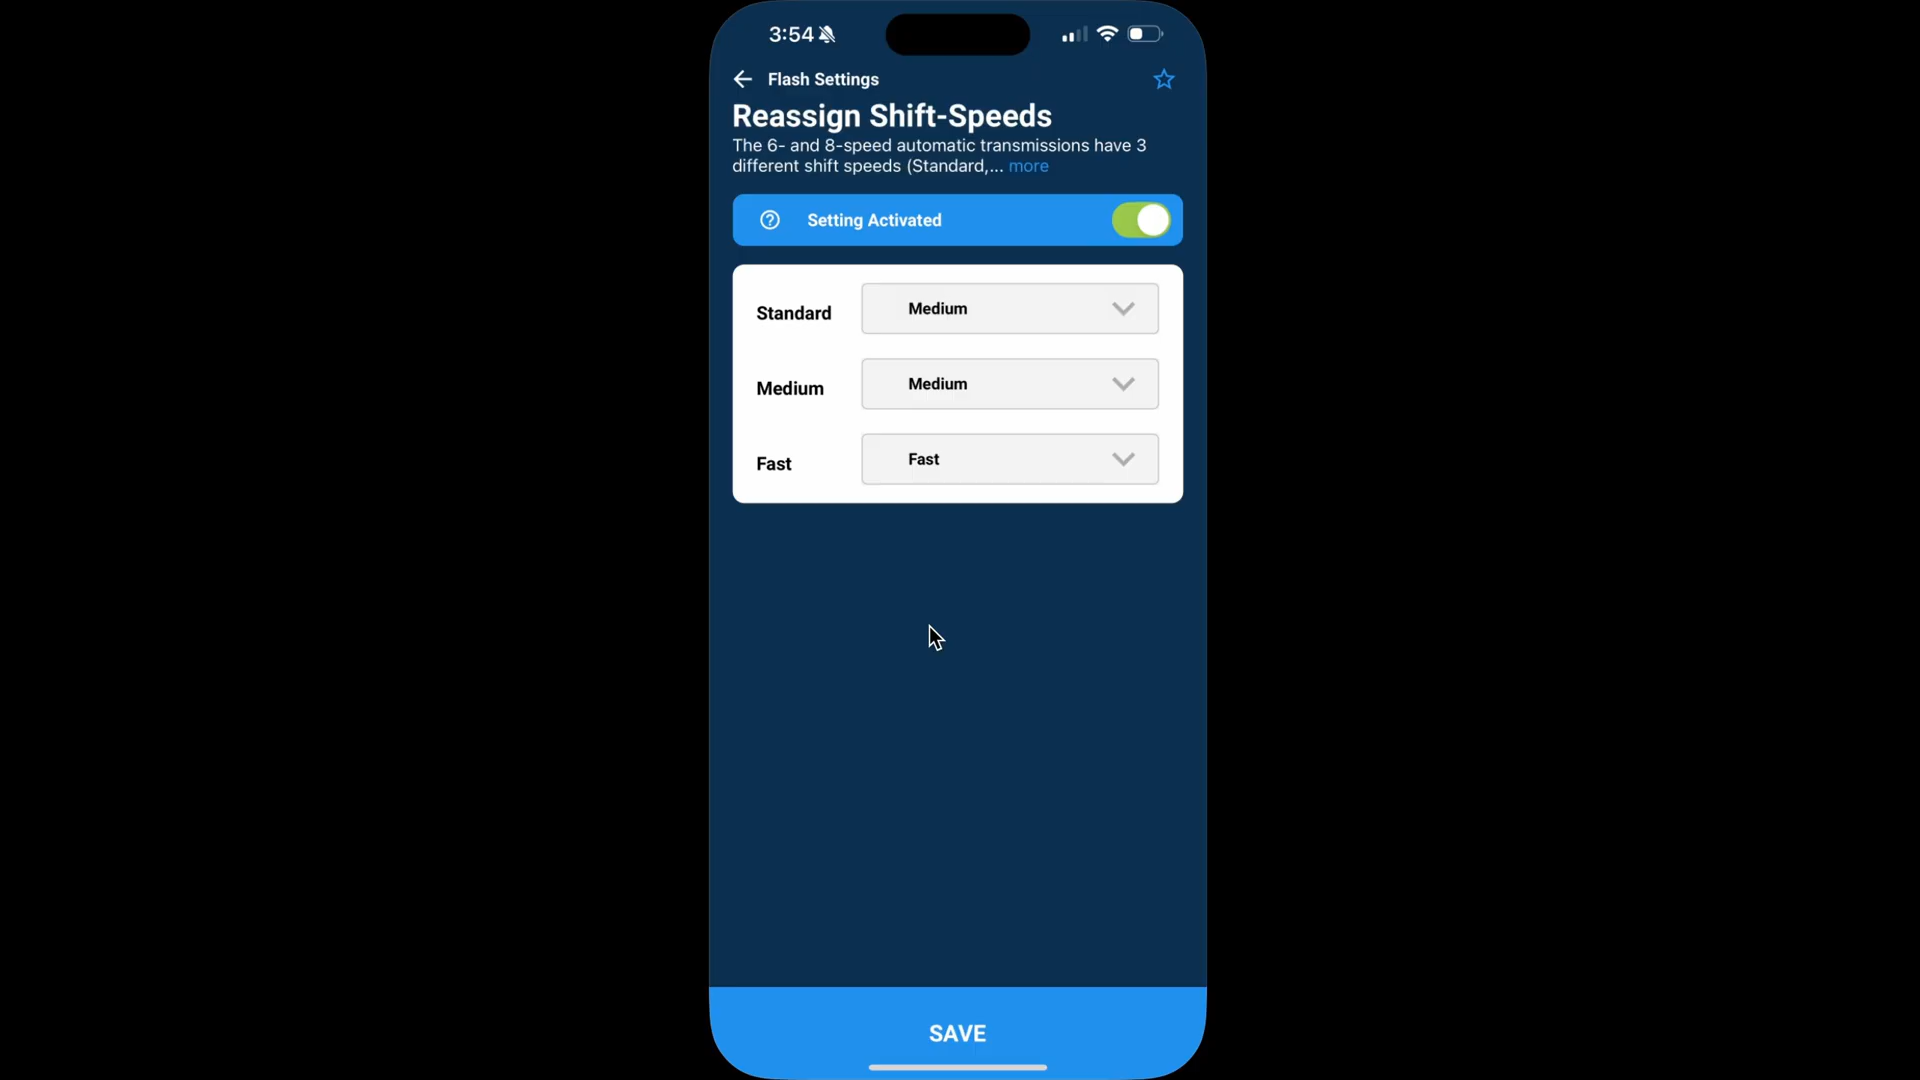 3:54
Flash Settings
Reassign Shift-Speeds
The 6- and 8-speed automatic transmissions have 3
different shift speeds (Standard,... more
Setting Activated
Standard
Medium
Medium
Medium
Fast
Fast
SAVE